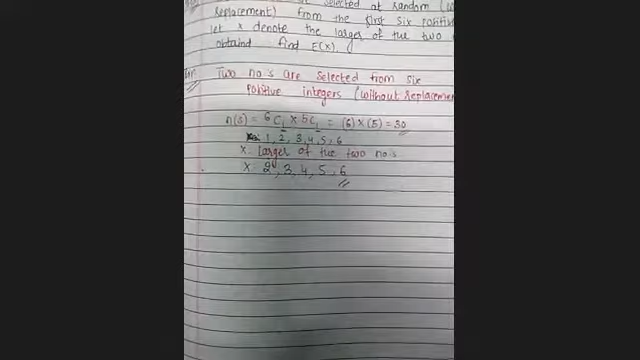 selected at random
Replacement) from the first six positive
let x denote the larger of the two
obtaind find E(X).
Two no's are selected from six
positive integers (without replacement
n(s) = 6C₁ × 5C₁ = (6) × (5) = 30
1, 2, 3, 4, 5, 6
X: larger of the two no's
X: 2, 3, 4, 5, 6